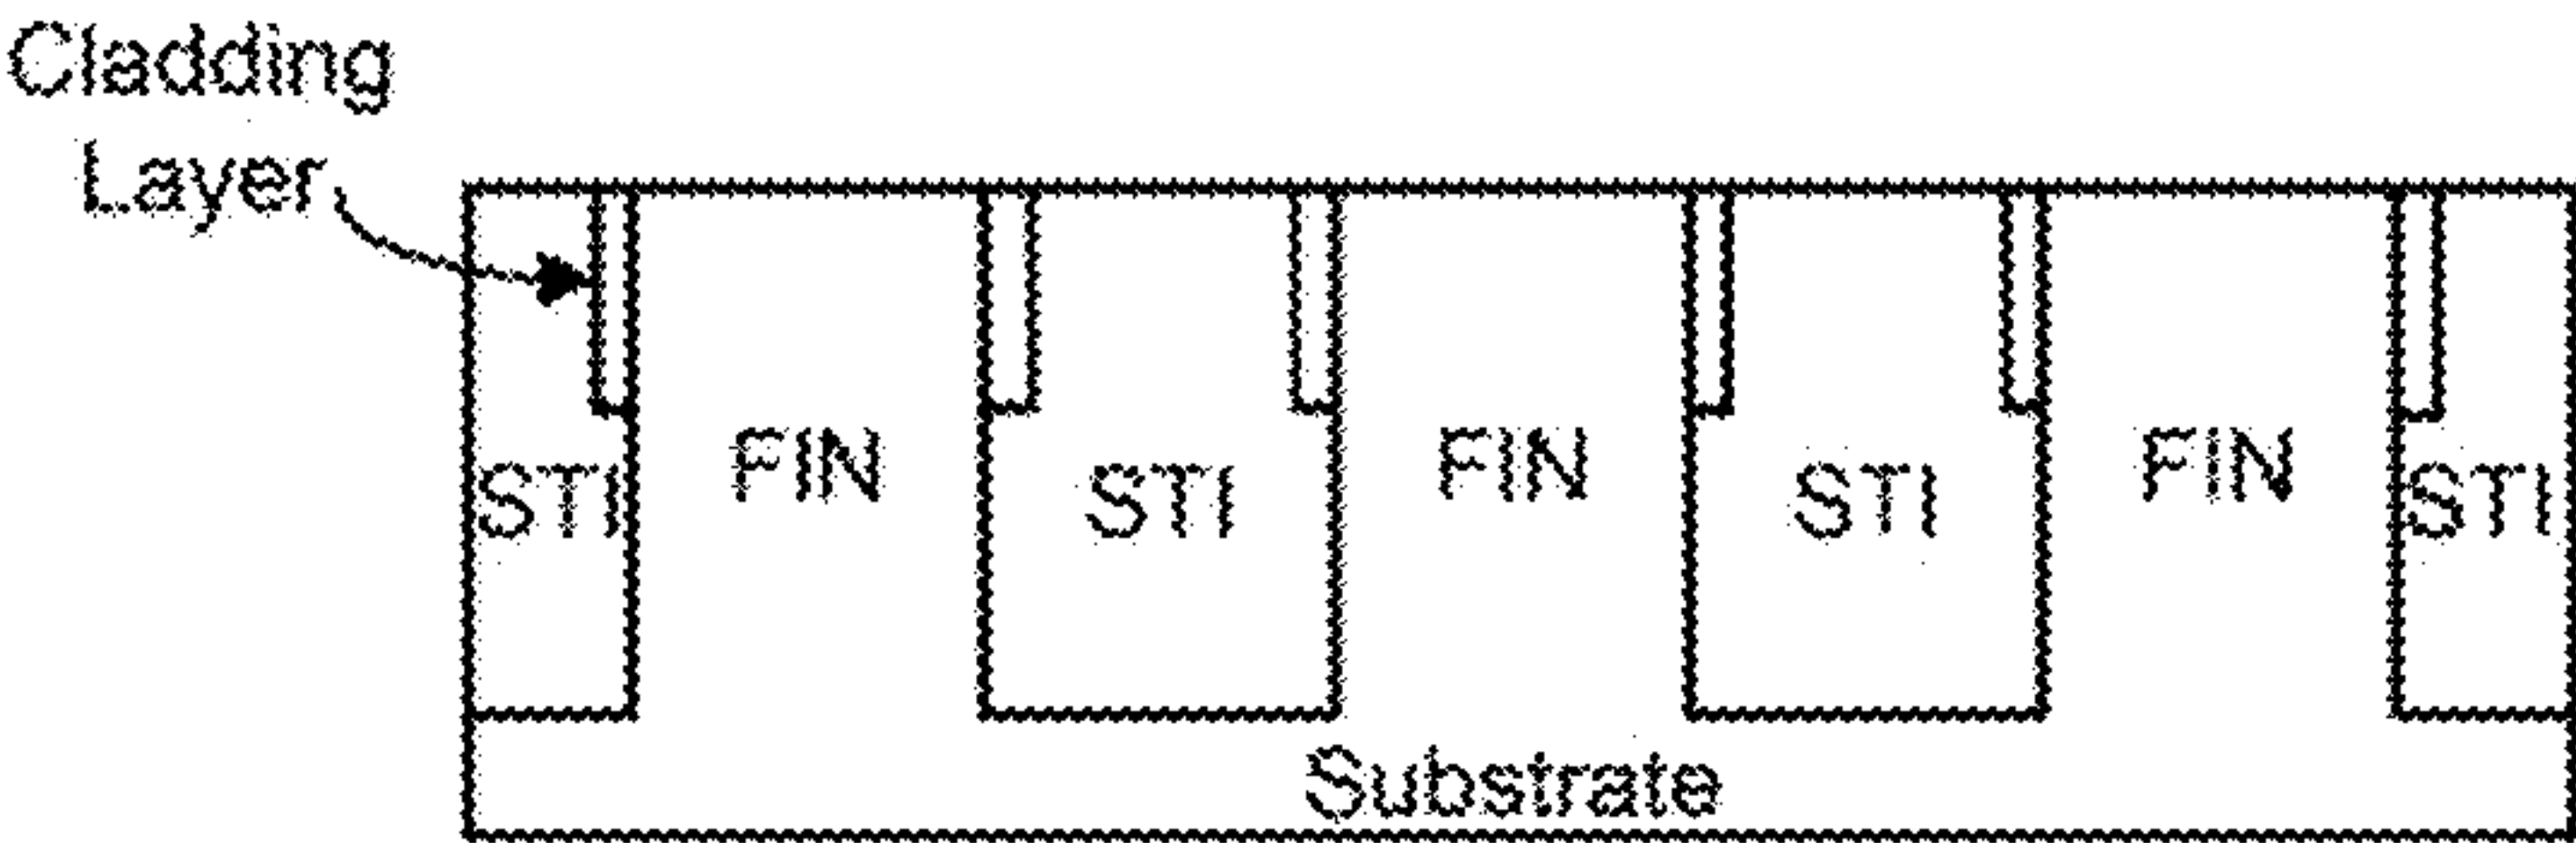 Cladding
Layer
STI
FIN
STI
FIN
STI
FIN
STI
Substrate